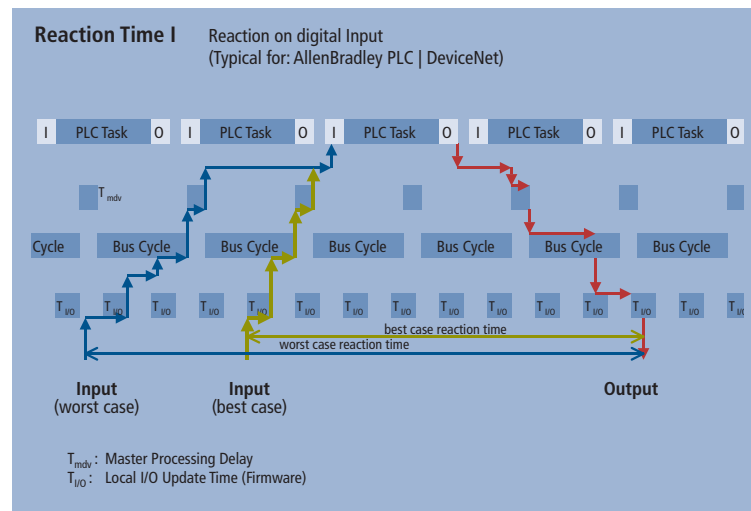 Reaction Time I
Reaction on digital Input
(Typical for: AllenBradley PLC | DeviceNet)
I PLC Task O I PLC Task O I PLC Task O I PLC Task O I PLC Task O
Tmdv
Cycle Bus Cycle Bus Cycle Bus Cycle Bus Cycle Bus Cycle Bus Cycle
TI/O TI/O TI/O TI/O TI/O TI/O TI/O TI/O TI/O TI/O TI/O TI/O TI/O TI/O TI/O
best case reaction time
worst case reaction time
Input Input Output
(worst case) (best case)
Tmdv : Master Processing Delay
TI/O : Local I/O Update Time (Firmware)